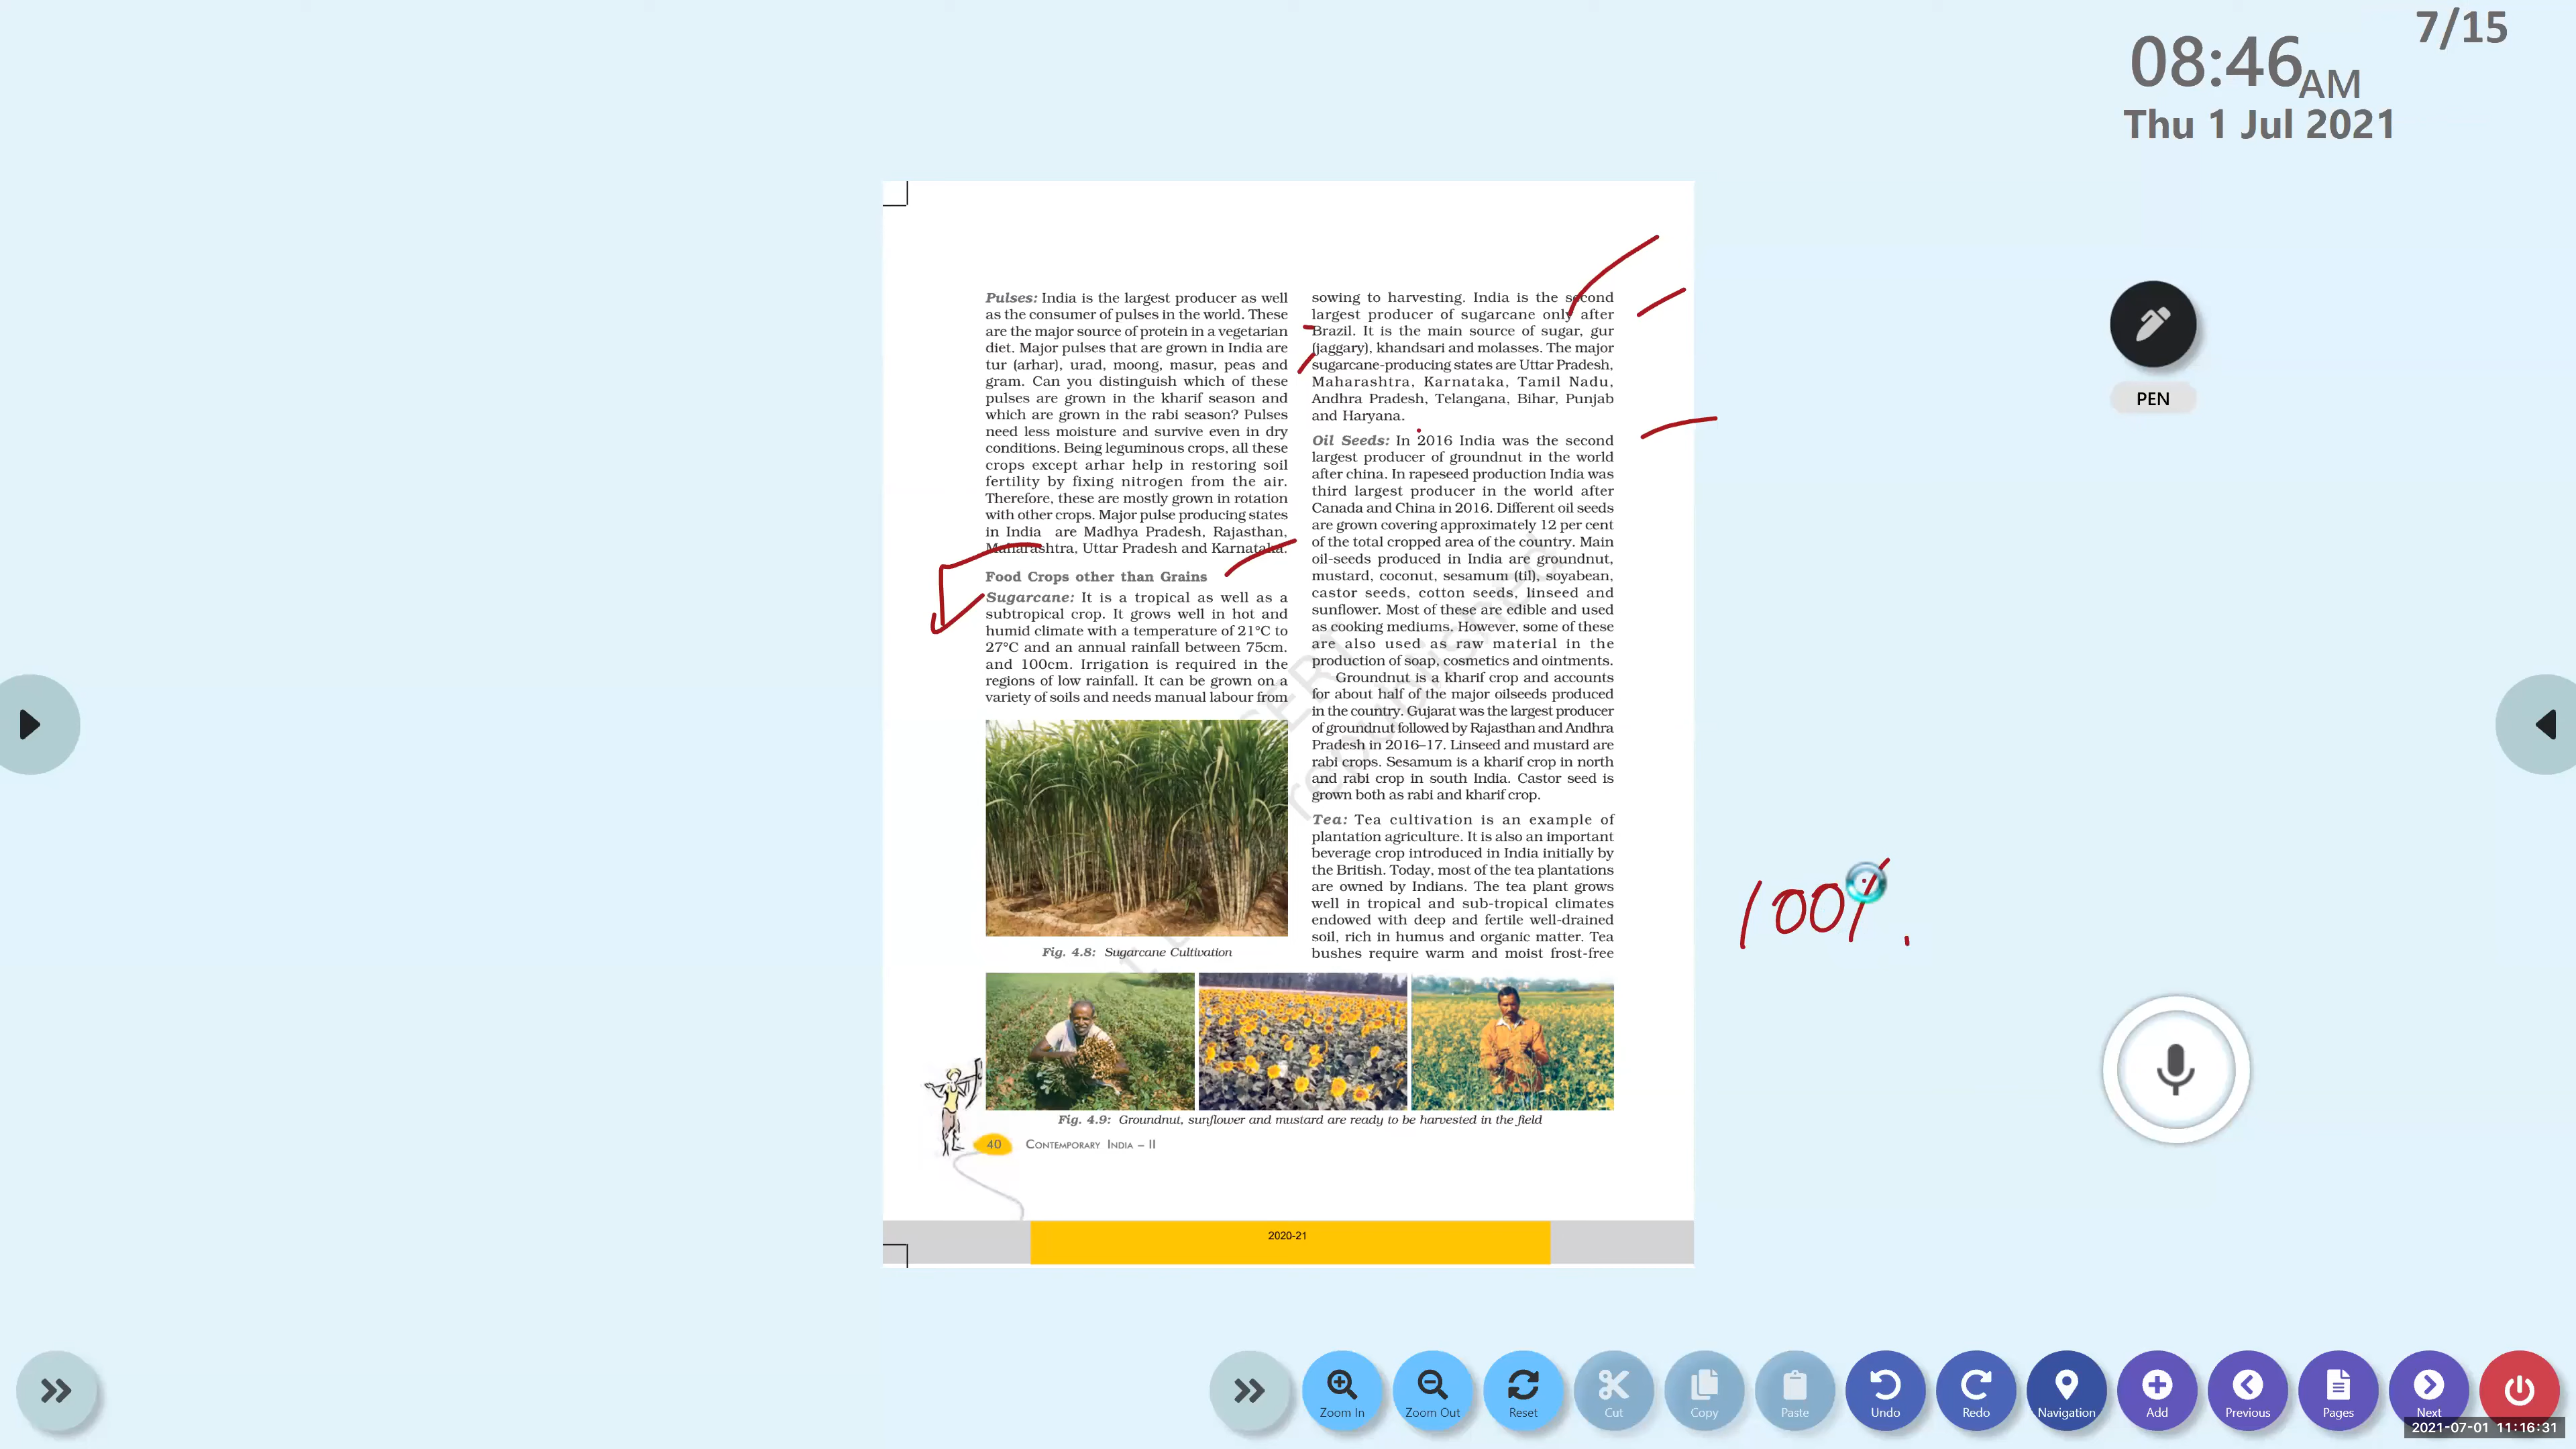 7/15
08:46AM
Thu 1 Jul 2021
PEN
Pulses: India is the largest producer as well
as the consumer of pulses in the world. These
are the major source of protein in a vegetarian
diet. Major pulses that are grown in India are
tur (arhar), urad, moong, masur, peas and
gram. Can you distinguish which of these
pulses are grown in the kharif season and
which are grown in the rabi season? Pulses
need less moisture and survive even in dry
conditions. Being leguminous crops, all these
crops except arhar help in restoring soil
fertility by fixing nitrogen from the air.
Therefore, these are mostly grown in rotation
with other crops. Major pulse producing states
in India are Madhya Pradesh, Rajasthan,
Maharashtra, Uttar Pradesh and Karnataka.
Food Crops other than Grains
Sugarcane: It is a tropical as well as a
subtropical crop. It grows well in hot and
humid climate with a temperature of 21°C to
27°C and an annual rainfall between 75cm.
and 100cm. Irrigation is required in the
regions of low rainfall. It can be grown on a
variety of soils and needs manual labour from
Fig. 4.8: Sugarcane Cultivation
sowing to harvesting. India is the second
largest producer of sugarcane only after
Brazil. It is the main source of sugar, gur
(jaggary), khandsari and molasses. The major
sugarcane-producing states are Uttar Pradesh,
Maharashtra, Karnataka, Tamil Nadu,
Andhra Pradesh, Telangana, Bihar, Punjab
and Haryana.
Oil Seeds: In 2016 India was the second
largest producer of groundnut in the world
after china. In rapeseed production India was
third largest producer in the world after
Canada and China in 2016. Different oil seeds
are grown covering approximately 12 per cent
of the total cropped area of the country. Main
oil-seeds produced in India are groundnut,
mustard, coconut, sesamum (til), soyabean,
castor seeds, cotton seeds, linseed and
sunflower. Most of these are edible and used
as cooking mediums. However, some of these
are also used as raw material in the
production of soap, cosmetics and ointments.
Groundnut is a kharif crop and accounts
for about half of the major oilseeds produced
in the country. Gujarat was the largest producer
of groundnut followed by Rajasthan and Andhra
Pradesh in 2016–17. Linseed and mustard are
rabi crops. Sesamum is a kharif crop in north
and rabi crop in south India. Castor seed is
grown both as rabi and kharif crop.
Tea: Tea cultivation is an example of
plantation agriculture. It is also an important
beverage crop introduced in India initially by
the British. Today, most of the tea plantations
are owned by Indians. The tea plant grows
well in tropical and sub-tropical climates
endowed with deep and fertile well-drained
soil, rich in humus and organic matter. Tea
bushes require warm and moist frost-free
100%.
Fig. 4.9: Groundnut, sunflower and mustard are ready to be harvested in the field
40 CONTEMPORARY INDIA – II
2020-21
Zoom In Zoom Out Reset Cut Copy Paste Undo Redo Navigation Add Previous Pages Next
2021-07-01 11:16:31